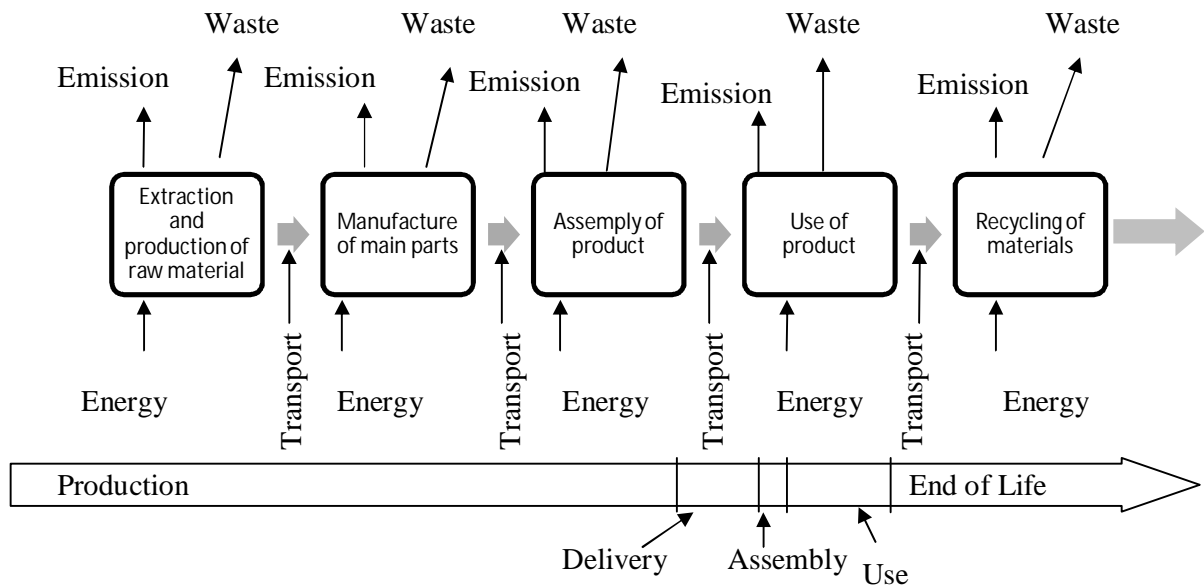 Waste
Waste
Waste
Waste
Waste
Emission
Emission
Emission
Emission
Emission
Extraction
and
production of
raw material
Manufacture
of main parts
Assemply of
product
Use of
product
Recycling of
materials
Energy
Transport
Energy
Transport
Energy
Transport
Energy
Transport
Energy
Production
End of Life
Delivery
Assembly
Use